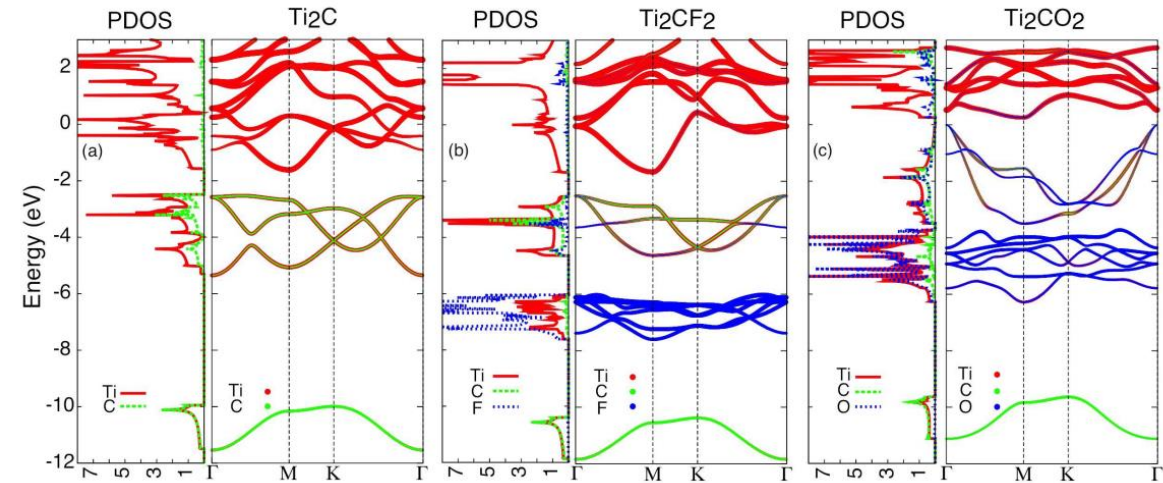 PDOS Ti₂C PDOS Ti₂CF₂ PDOS Ti₂CO₂
Energy (eV)
2
0
-2
-4
-6
-8
-10
-12
(a)
Ti
C
Ti
C
7 5 3 1
Γ M K Γ
(b)
Ti
C
F
Ti
C
F
7 5 3 1
Γ M K Γ
(c)
Ti
C
O
Ti
C
O
7 5 3 1
Γ M K Γ